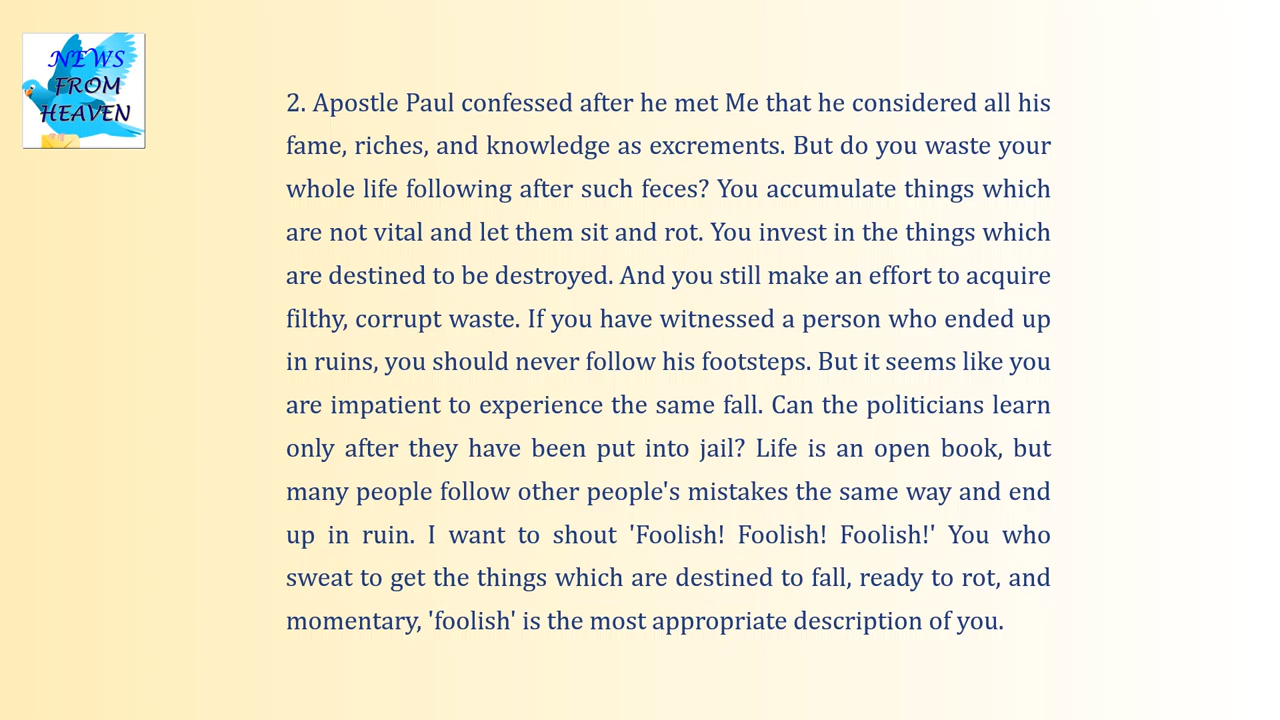 NEWS
FROM
HEAVEN
2. Apostle Paul confessed after he met Me that he considered all his
fame, riches, and knowledge as excrements. But do you waste your
whole life following after such feces? You accumulate things which
are not vital and let them sit and rot. You invest in the things which
are destined to be destroyed. And you still make an effort to acquire
filthy, corrupt waste. If you have witnessed a person who ended up
in ruins, you should never follow his footsteps. But it seems like you
are impatient to experience the same fall. Can the politicians learn
only after they have been put into jail? Life is an open book, but
many people follow other people's mistakes the same way and end
up in ruin. I want to shout 'Foolish! Foolish! Foolish!' You who
sweat to get the things which are destined to fall, ready to rot, and
momentary, 'foolish' is the most appropriate description of you.